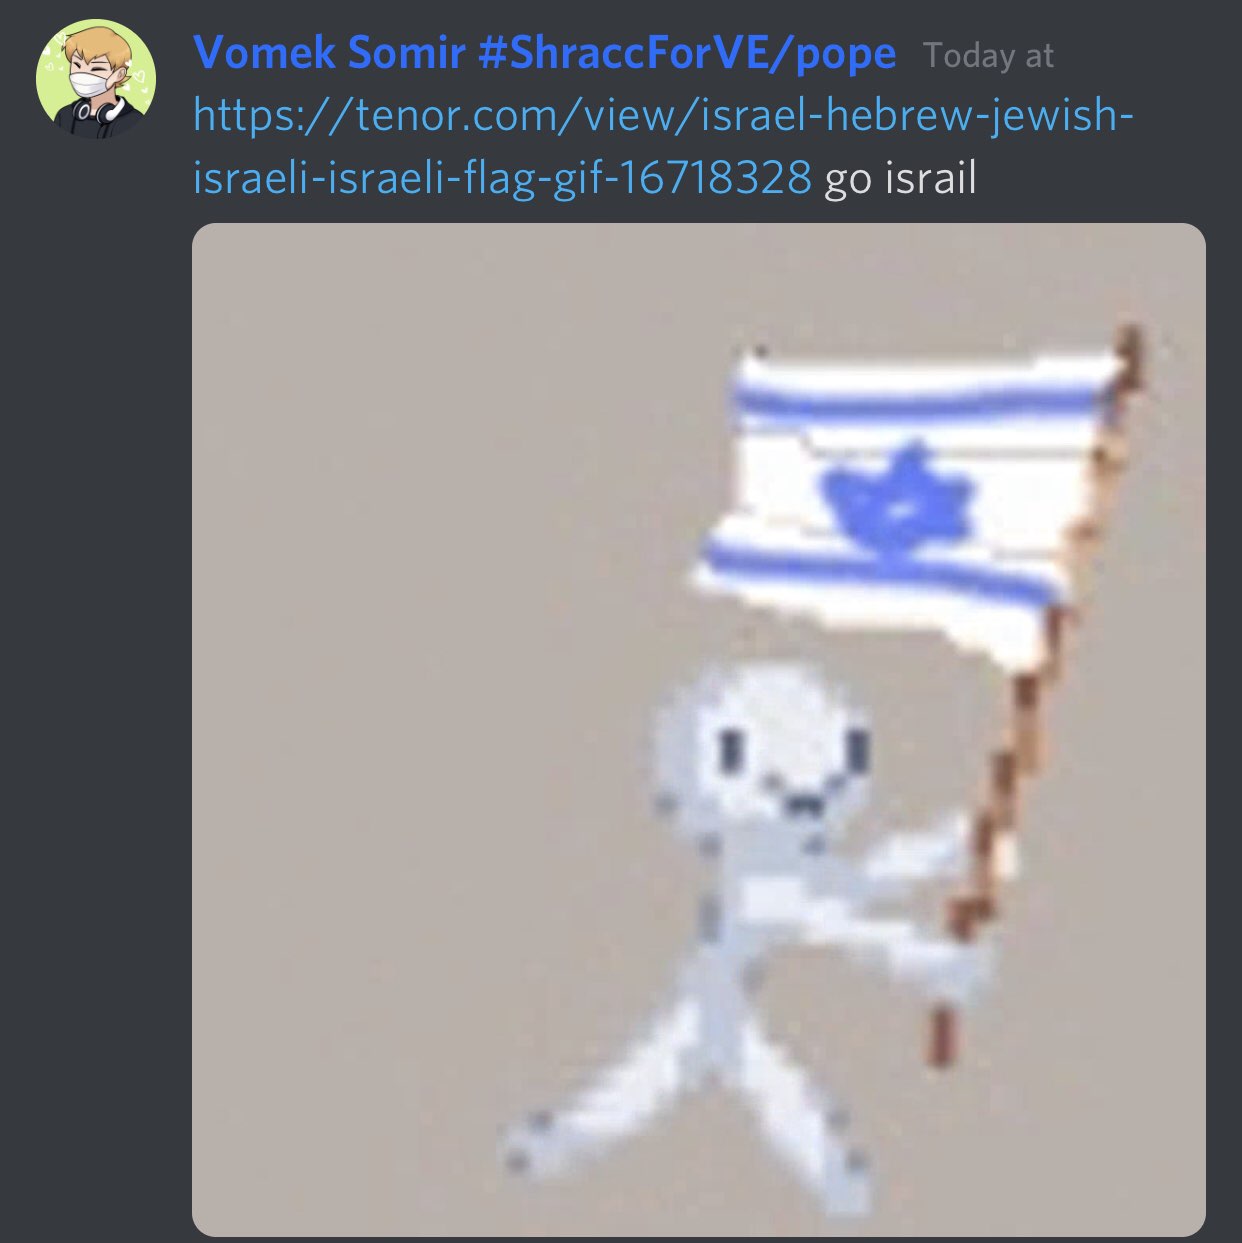 Vomek Somir #ShraccForVE/pope Today at
https://tenor.com/view/israel-hebrew-jewish-
israeli-israeli-flag-gif-16718328 go israil